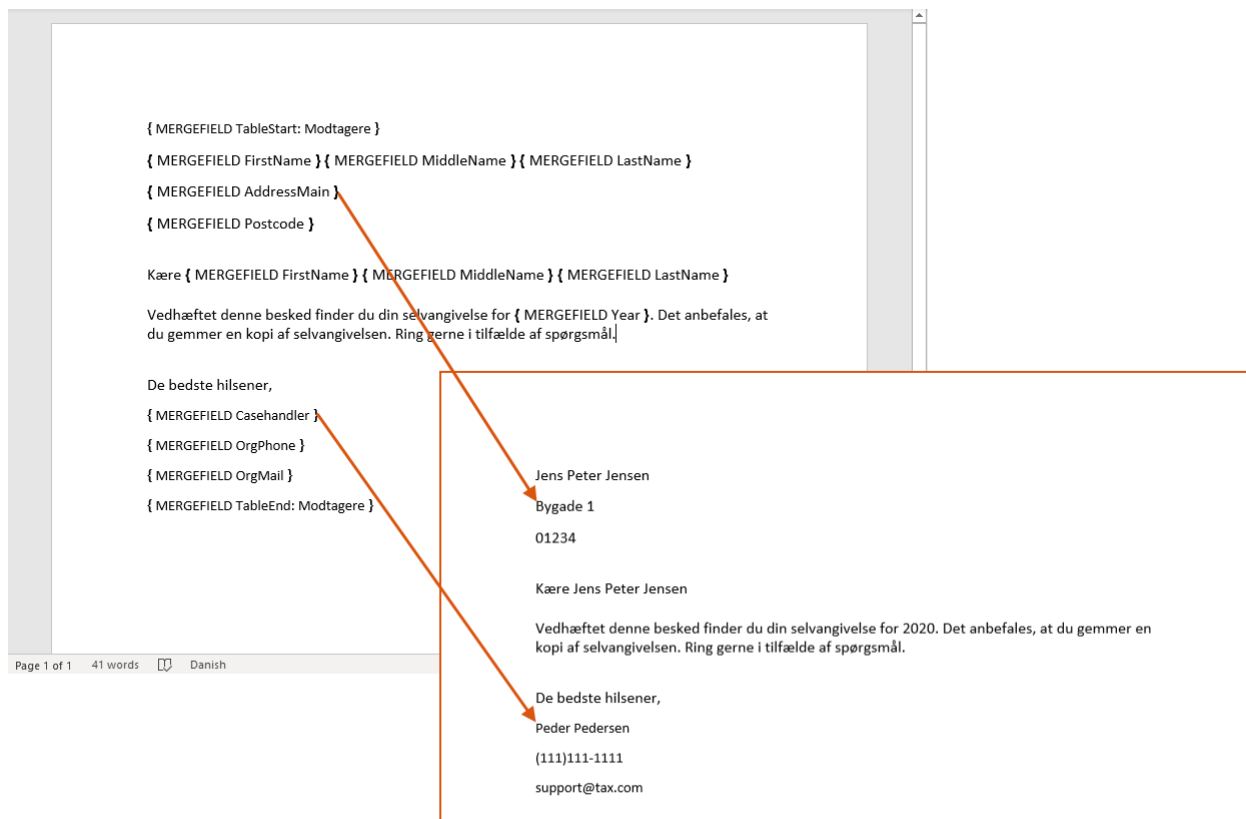 { MERGEFIELD TableStart: Modtagere }
{ MERGEFIELD FirstName } { MERGEFIELD MiddleName } { MERGEFIELD LastName }
{ MERGEFIELD AddressMain }
{ MERGEFIELD Postcode }
Kære { MERGEFIELD FirstName } { MERGEFIELD MiddleName } { MERGEFIELD LastName }
Vedhæftet denne besked finder du din selvangivelse for { MERGEFIELD Year }. Det anbefales, at
du gemmer en kopi af selvangivelsen. Ring gerne i tilfælde af spørgsmål.
De bedste hilsener,
{ MERGEFIELD Casehandler }
{ MERGEFIELD OrgPhone }
{ MERGEFIELD OrgMail }
{ MERGEFIELD TableEnd: Modtagere }
Page 1 of 1 41 words Danish
Jens Peter Jensen
Bygade 1
01234
Kære Jens Peter Jensen
Vedhæftet denne besked finder du din selvangivelse for 2020. Det anbefales, at du gemmer en
kopi af selvangivelsen. Ring gerne i tilfælde af spørgsmål.
De bedste hilsener,
Peder Pedersen
(111)111-1111
support@tax.com